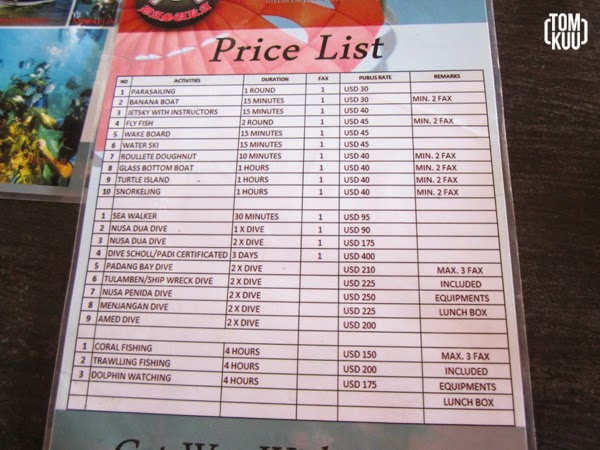 [TOM
KUU]
Price List
NO ACTIVITIES DURATION FAX PUBLIS RATE REMARKS
1 PARASAILING 1 ROUND 1 USD 30
2 BANANA BOAT 15 MINUTES 1 USD 30 MIN. 2 FAX
3 JETSKY WITH INSTRUCTORS 15 MINUTES 1 USD 40
4 FLY FISH 2 ROUND 1 USD 45 MIN. 2 FAX
5 WAKE BOARD 15 MINUTES 1 USD 45
6 WATER SKI 15 MINUTES 1 USD 45
7 ROULLETE DOUGHNUT 10 MINUTES 1 USD 40 MIN. 2 FAX
8 GLASS BOTTOM BOAT 1 HOURS 1 USD 40 MIN. 2 FAX
9 TURTLE ISLAND 1 HOURS 1 USD 40 MIN. 2 FAX
10 SNORKELING 1 HOURS 1 USD 40 MIN. 2 FAX
1 SEA WALKER 30 MINUTES 1 USD 95
2 NUSA DUA DIVE 1 X DIVE 1 USD 90
3 NUSA DUA DIVE 2 X DIVE 1 USD 175
4 DIVE SCHOLL/PADI CERTIFICATED 3 DAYS 1 USD 400
5 PADANG BAY DIVE 2 X DIVE USD 210 MAX. 3 FAX
6 TULAMBEN/SHIP WRECK DIVE 2 X DIVE USD 225 INCLUDED
7 NUSA PENIDA DIVE 2 X DIVE USD 250 EQUIPMENTS
8 MENJANGAN DIVE 2 X DIVE USD 225 LUNCH BOX
9 AMED DIVE 2 X DIVE USD 200
1 CORAL FISHING 4 HOURS USD 150 MAX. 3 FAX
2 TRAWLLING FISHING 4 HOURS USD 200 INCLUDED
3 DOLPHIN WATCHING 4 HOURS USD 175 EQUIPMENTS
LUNCH BOX